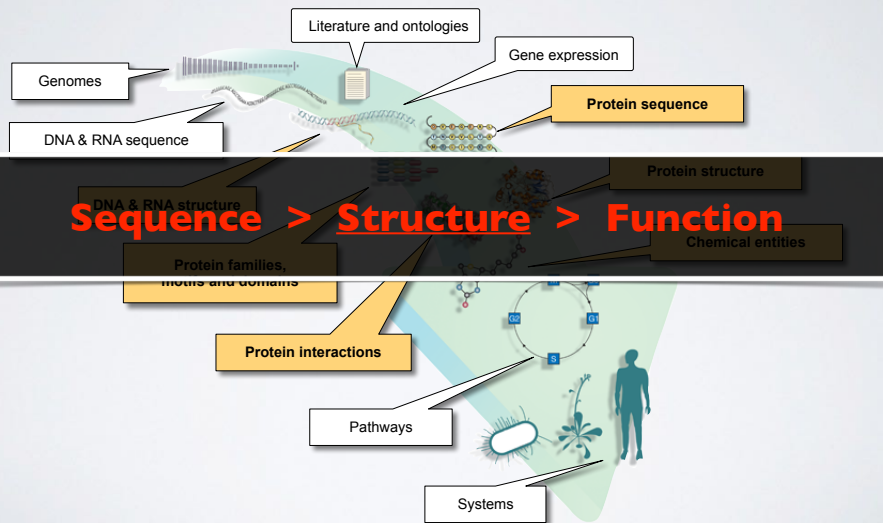 Literature and ontologies
Gene expression
Genomes
Protein sequence
DNA & RNA sequence
Protein structure
DNA & RNA structure
Sequence > Structure > Function
Chemical entities
Protein families,
motifs and domains
G2
G1
S
Protein interactions
Pathways
Systems